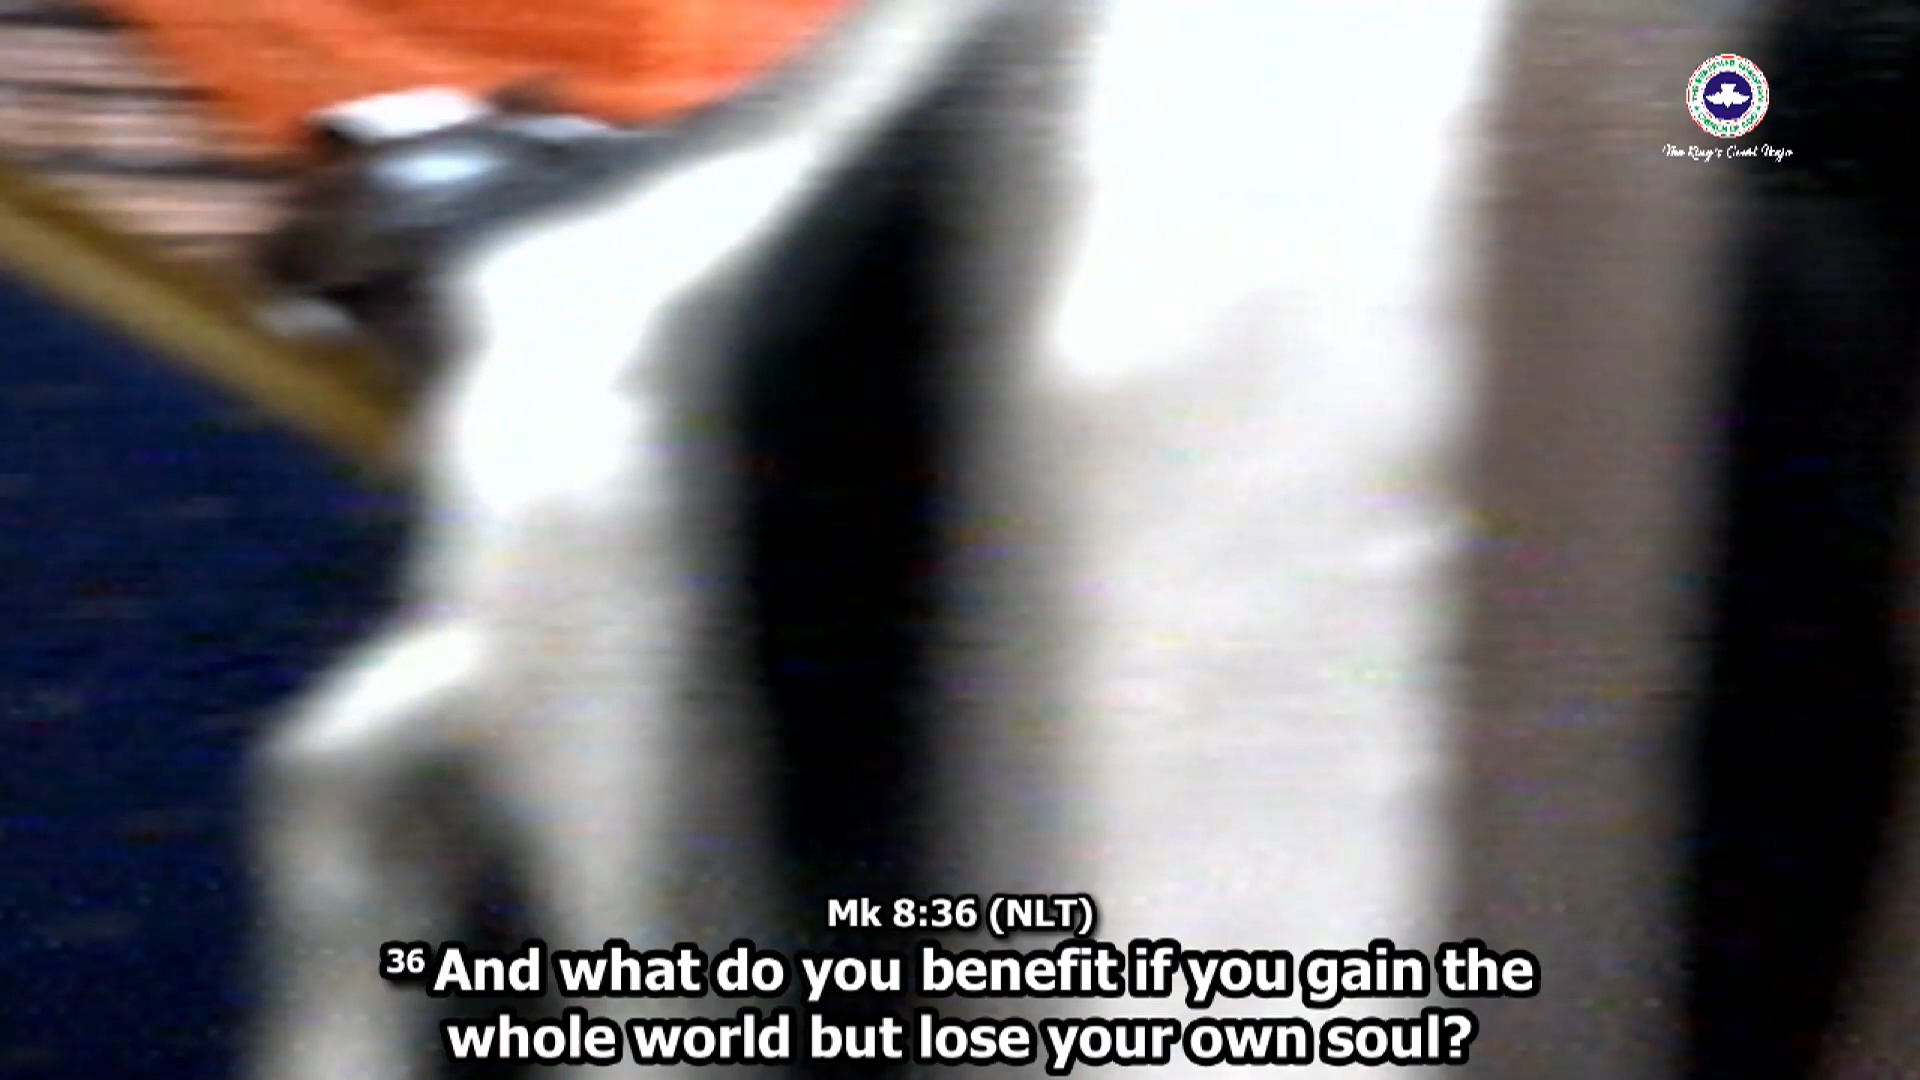 Mk 8:36 (NLT)
36 And what do you benefit if you gain the
whole world but lose your own soul?